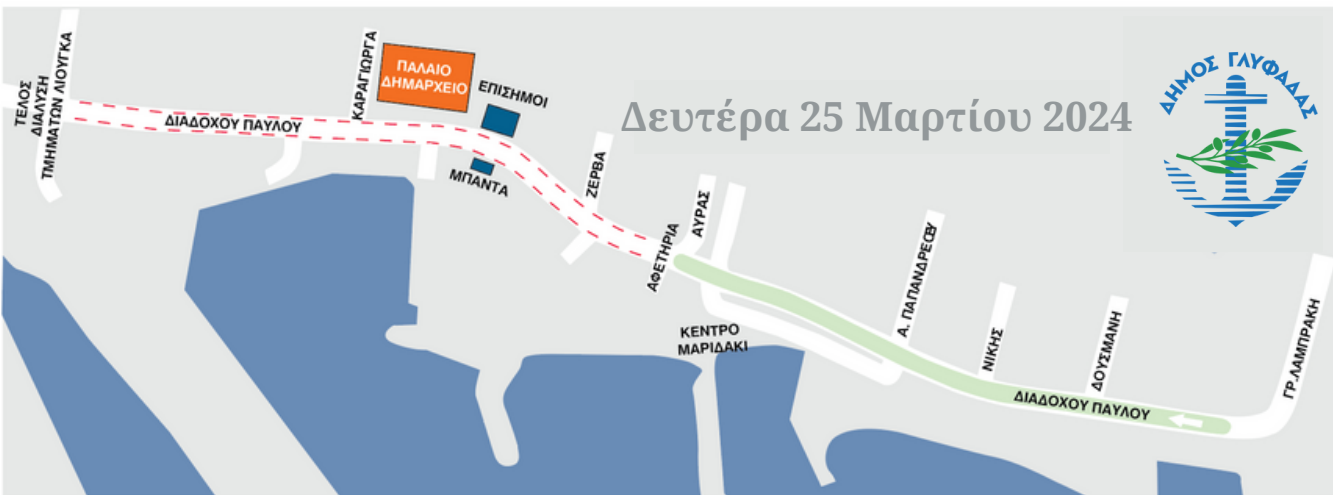 ΤΕΛΟΣ
ΔΙΑΛΥΣΗ
ΤΜΗΜΑΤΩΝ ΛΙΟΥΓΚΑ
ΔΙΑΔΟΧΟΥ ΠΑΥΛΟΥ
ΚΑΡΑΓΙΩΡΓΑ
ΠΑΛΑΙΟ
ΔΗΜΑΡΧΕΙΟ
ΕΠΙΣΗΜΟΙ
ΜΠΑΝΤΑ
ΖΕΡΒΑ
Δευτέρα 25 Μαρτίου 2024
ΔΗΜΟΣ ΓΛΥΦΑΔΑΣ
ΑΦΕΤΗΡΙΑ
ΑΥΡΑΣ
ΚΕΝΤΡΟ
ΜΑΡΙΔΑΚΙ
Α. ΠΑΠΑΝΔΡΕΟΥ
ΝΙΚΗΣ
ΔΟΥΣΜΑΝΗ
ΔΙΑΔΟΧΟΥ ΠΑΥΛΟΥ
ΓΡ.ΛΑΜΠΡΑΚΗ